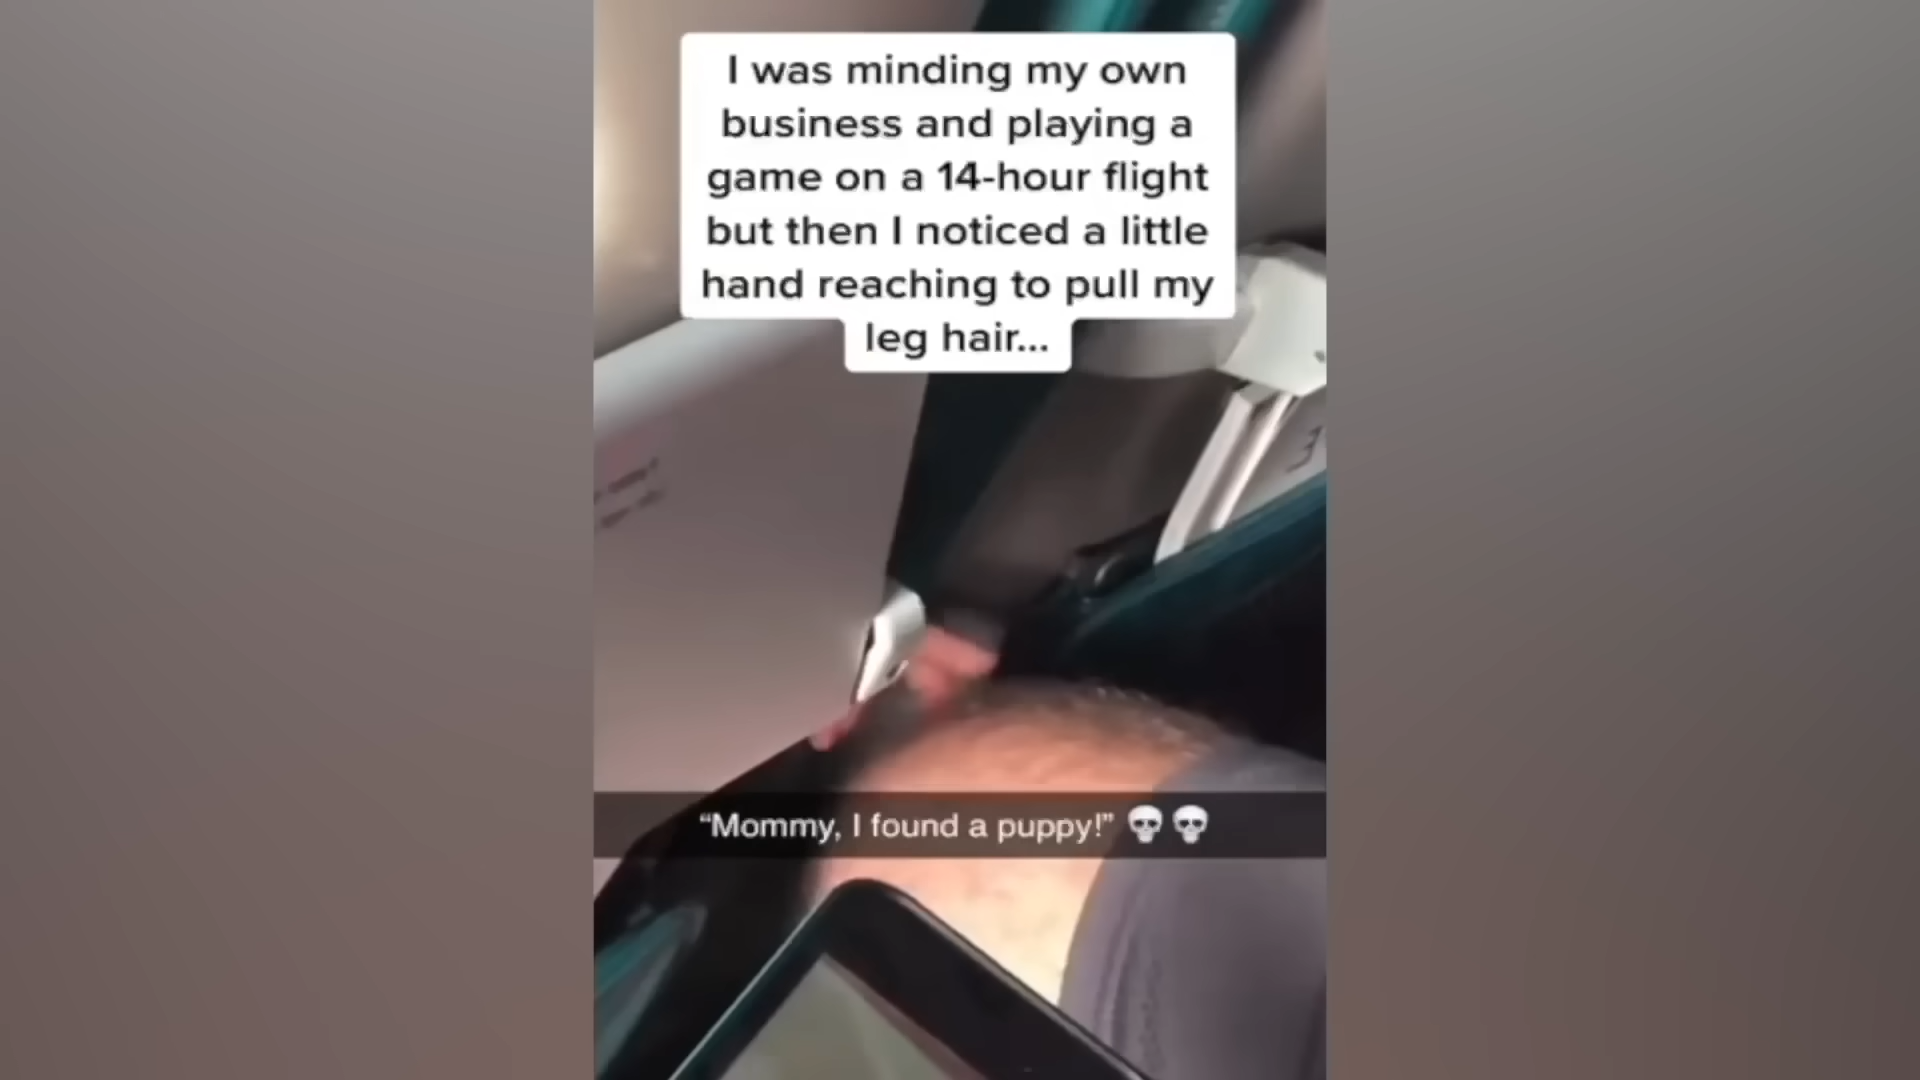 I was minding my own
business and playing a
game on a 14-hour flight
but then I noticed a little
hand reaching to pull my
leg hair...
“Mommy, I found a puppy!” 💀💀